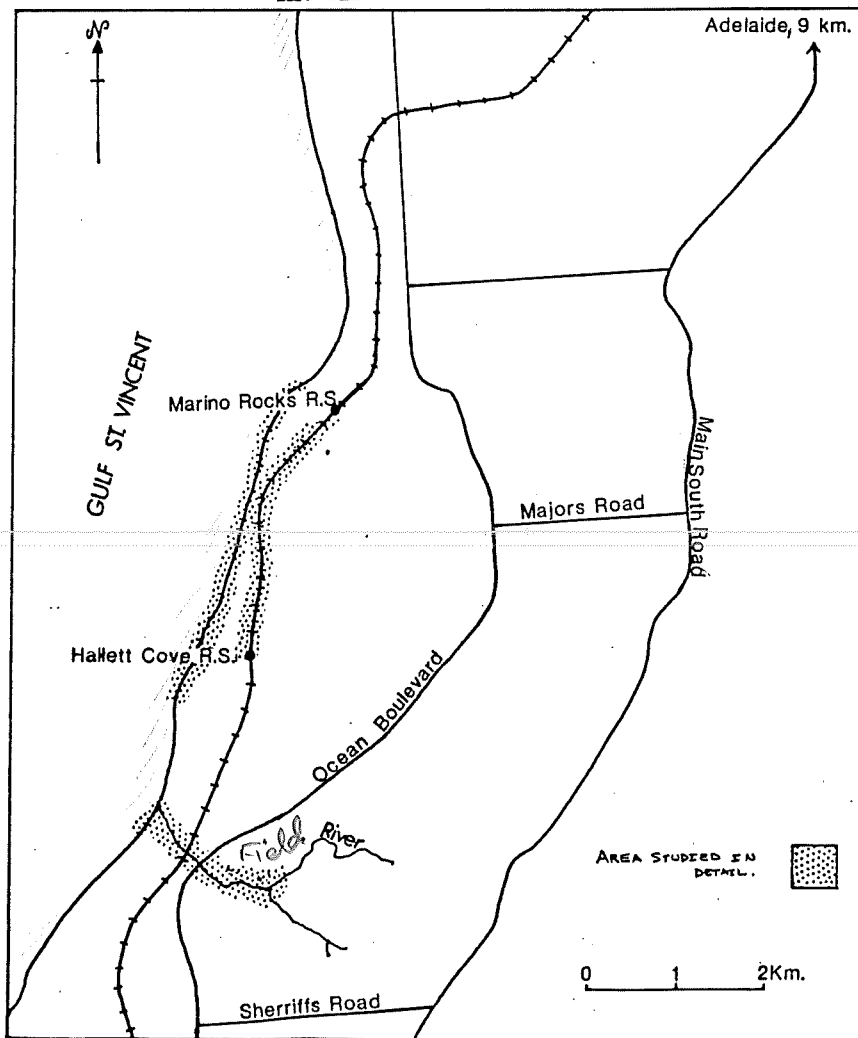 N
Adelaide, 9 km.
GULF ST. VINCENT
Marino Rocks R.S.
Main South Road
Majors Road
Hallett Cove R.S.
Ocean Boulevard
Field
River
AREA STUDIED IN
DETAIL.
0 1 2Km.
Sherriffs Road